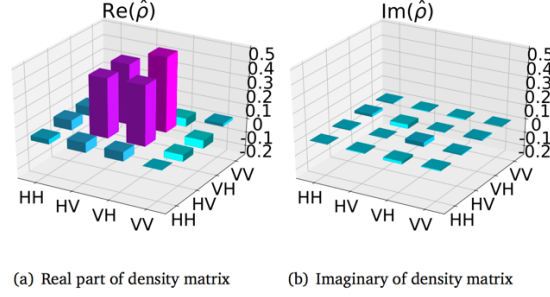 Re(ρ̂)
0.5
0.4
0.3
0.2
0.1
0
-0.1
-0.2
HH
HV
VH
VV
HH
HV
VH
VV
Im(ρ̂)
0.5
0.4
0.3
0.2
0.1
0
-0.1
-0.2
HH
HV
VH
VV
HH
HV
VH
VV
(a) Real part of density matrix
(b) Imaginary of density matrix